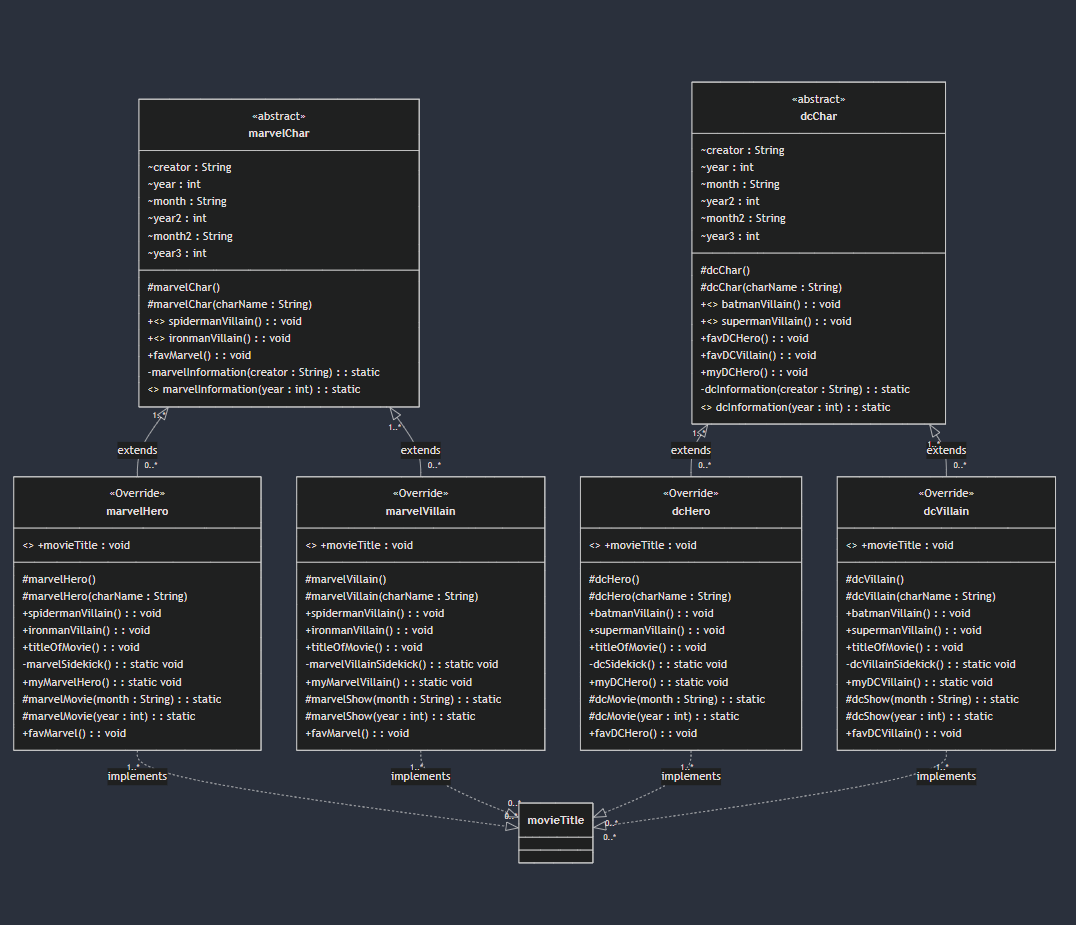 «abstract»
marvelChar
~creator : String
~year : int
~month : String
~year2 : int
~month2 : String
~year3 : int
#marvelChar()
#marvelChar(charName : String)
+<> spidermanVillain() : : void
+<> ironmanVillain() : : void
+favMarvel() : : void
-marvelInformation(creator : String) : : static
<> marvelInformation(year : int) : : static
«abstract»
dcChar
~creator : String
~year : int
~month : String
~year2 : int
~month2 : String
~year3 : int
#dcChar()
#dcChar(charName : String)
+<> batmanVillain() : : void
+<> supermanVillain() : : void
+favDCHero() : : void
+favDCVillain() : : void
+myDCHero() : : void
-dcInformation(creator : String) : : static
<> dcInformation(year : int) : : static
1..*
extends
0..*
1..*
extends
0..*
1..*
extends
0..*
1..*
extends
0..*
«Override»
marvelHero
<> +movieTitle : void
#marvelHero()
#marvelHero(charName : String)
+spidermanVillain() : : void
+ironmanVillain() : : void
+titleOfMovie() : : void
-marvelSidekick() : : static void
+myMarvelHero() : : static void
#marvelMovie(month : String) : : static
#marvelMovie(year : int) : : static
+favMarvel() : : void
«Override»
marvelVillain
<> +movieTitle : void
#marvelVillain()
#marvelVillain(charName : String)
+spidermanVillain() : : void
+ironmanVillain() : : void
+titleOfMovie() : : void
-marvelVillainSidekick() : : static void
+myMarvelVillain() : : static void
#marvelShow(month : String) : : static
#marvelShow(year : int) : : static
+favMarvel() : : void
«Override»
dcHero
<> +movieTitle : void
#dcHero()
#dcHero(charName : String)
+batmanVillain() : : void
+supermanVillain() : : void
+titleOfMovie() : : void
-dcSidekick() : : static void
+myDCHero() : : static void
#dcMovie(month : String) : : static
#dcMovie(year : int) : : static
+favDCHero() : : void
«Override»
dcVillain
<> +movieTitle : void
#dcVillain()
#dcVillain(charName : String)
+batmanVillain() : : void
+supermanVillain() : : void
+titleOfMovie() : : void
-dcVillainSidekick() : : static void
+myDCVillain() : : static void
#dcShow(month : String) : : static
#dcShow(year : int) : : static
+favDCVillain() : : void
1..*
implements
1..*
implements
1..*
implements
1..*
implements
0..*
0..*
0..*
0..*
movieTitle